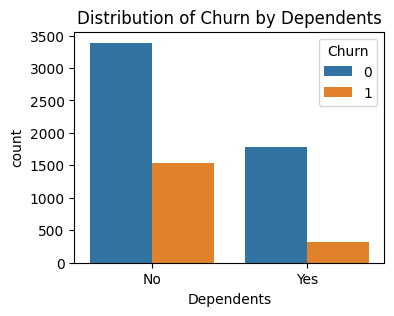 Distribution of Churn by Dependents
3500
3000
2500
2000
1500
1000
500
0
count
Churn
0
1
No
Yes
Dependents